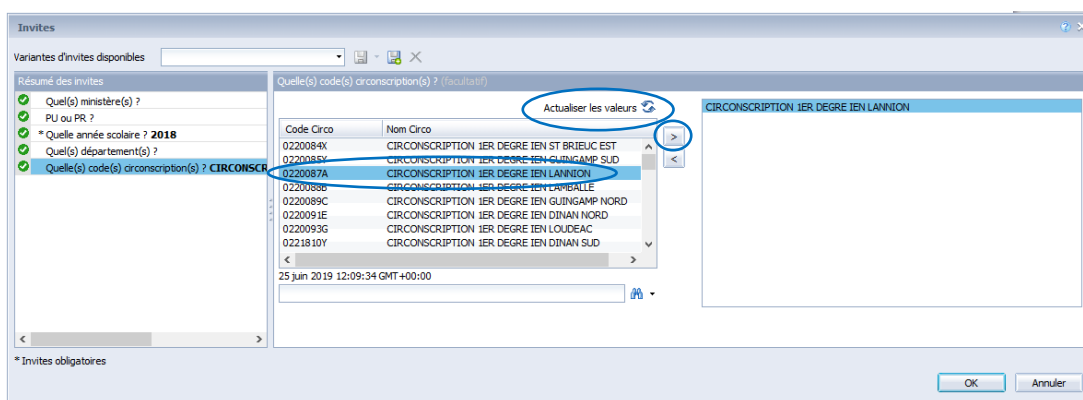 Invites
Variantes d'invites disponibles
Résumé des invites
Quel(s) ministère(s) ?
PU ou PR ?
* Quelle année scolaire ? 2018
Quel(s) département(s) ?
Quelle(s) code(s) circonscription(s) ? CIRCONSCR
Quelle(s) code(s) circonscription(s) ? (facultatif)
Actualiser les valeurs
Code Circo Nom Circo
0220084X CIRCONSCRIPTION 1ER DEGRE IEN ST BRIEUC EST
0220085Y CIRCONSCRIPTION 1ER DEGRE IEN GUINGAMP SUD
0220087A CIRCONSCRIPTION 1ER DEGRE IEN LANNION
0220088B CIRCONSCRIPTION 1ER DEGRE IEN LAMBALLE
0220089C CIRCONSCRIPTION 1ER DEGRE IEN GUINGAMP NORD
0220091E CIRCONSCRIPTION 1ER DEGRE IEN DINAN NORD
0220093G CIRCONSCRIPTION 1ER DEGRE IEN LOUDEAC
0221810Y CIRCONSCRIPTION 1ER DEGRE IEN DINAN SUD
25 juin 2019 12:09:34 GMT+00:00
>
<
CIRCONSCRIPTION 1ER DEGRE IEN LANNION
* Invites obligatoires
OK Annuler